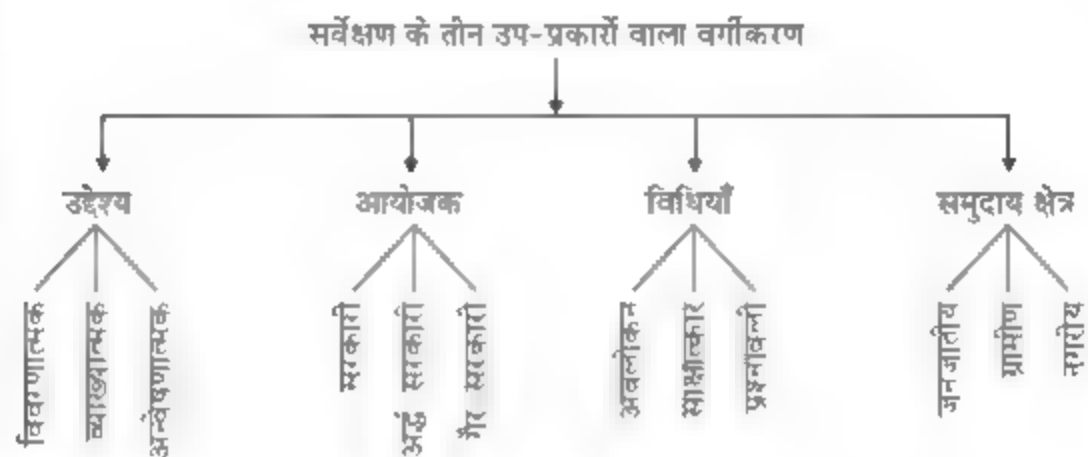 सर्वेक्षण के तीन उप-प्रकारों वाला वर्गीकरण
उद्देश्य
आयोजक
विधियाँ
समुदाय क्षेत्र
विवरणात्मक
व्याख्यात्मक
अन्वेषणात्मक
सरकारी
अर्द्ध सरकारी
गैर सरकारी
अवलोकन
साक्षात्कार
प्रश्नावली
जनजातीय
ग्रामीण
नगरीय